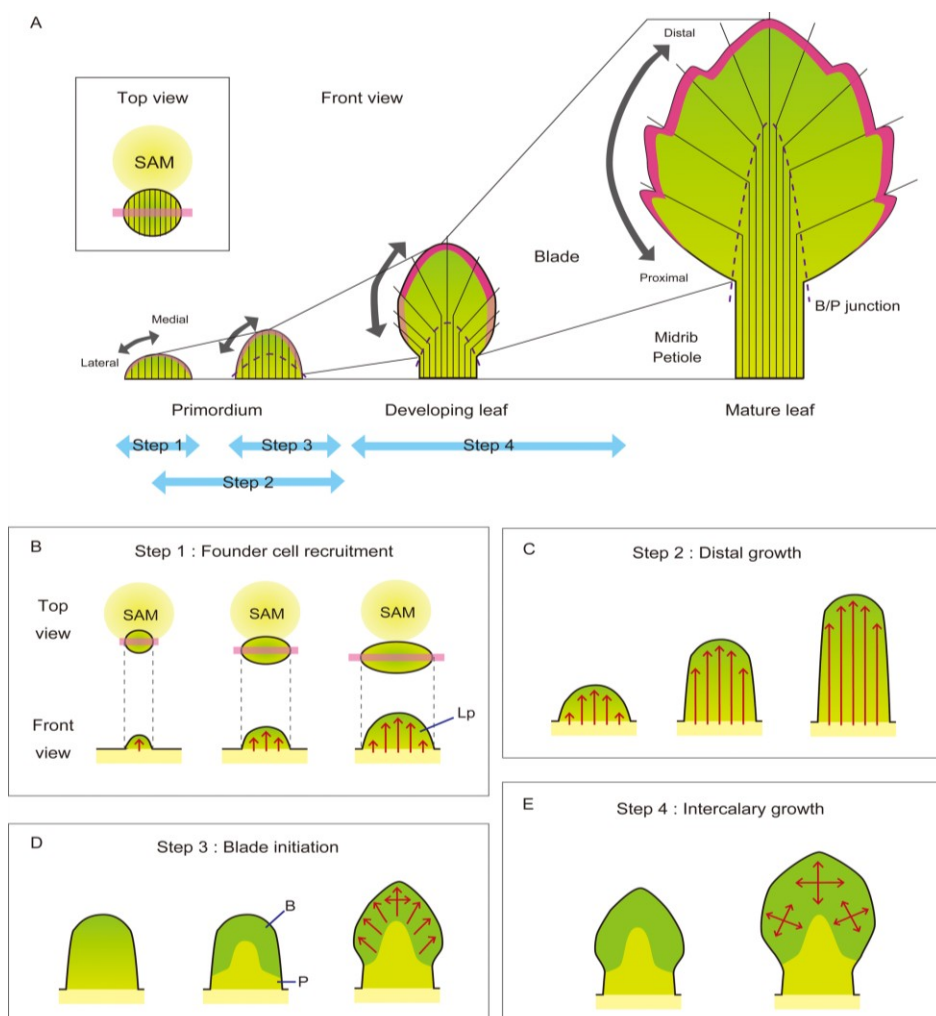 A
Top view
SAM
Front view
Distal
Proximal
Blade
B/P junction
Midrib
Petiole
Medial
Lateral
Primordium
Developing leaf
Mature leaf
Step 1
Step 3
Step 4
Step 2
B
Step 1 : Founder cell recruitment
Top
view
SAM
SAM
SAM
Front
view
Lp
C
Step 2 : Distal growth
D
Step 3 : Blade initiation
B
P
E
Step 4 : Intercalary growth